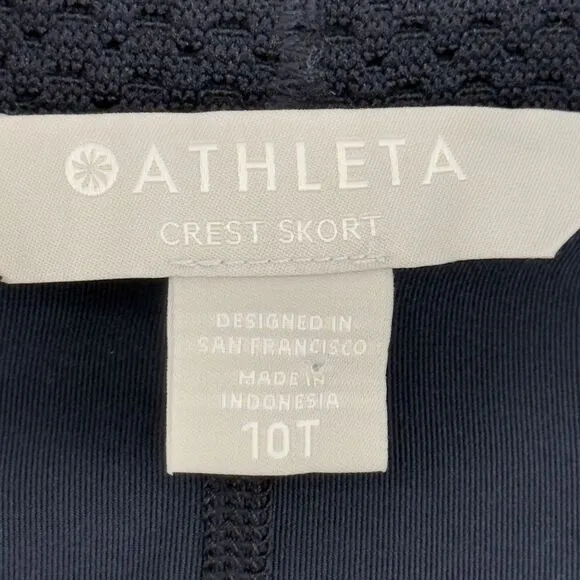 ATHLETA
CREST SKORT
DESIGNED IN
SAN FRANCISCO
MADE IN
INDONESIA
10T